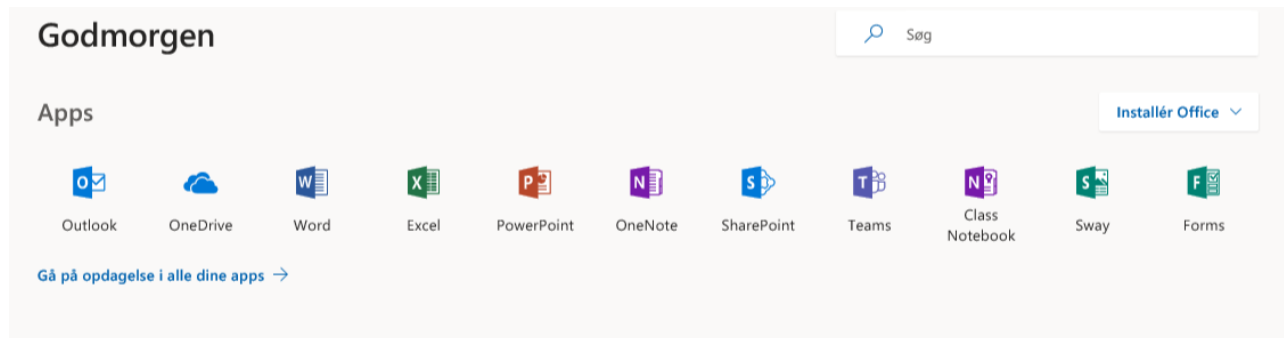 Godmorgen
Søg
Apps
Installér Office
Outlook
OneDrive
Word
Excel
PowerPoint
OneNote
SharePoint
Teams
Class
Notebook
Sway
Forms
Gå på opdagelse i alle dine apps →